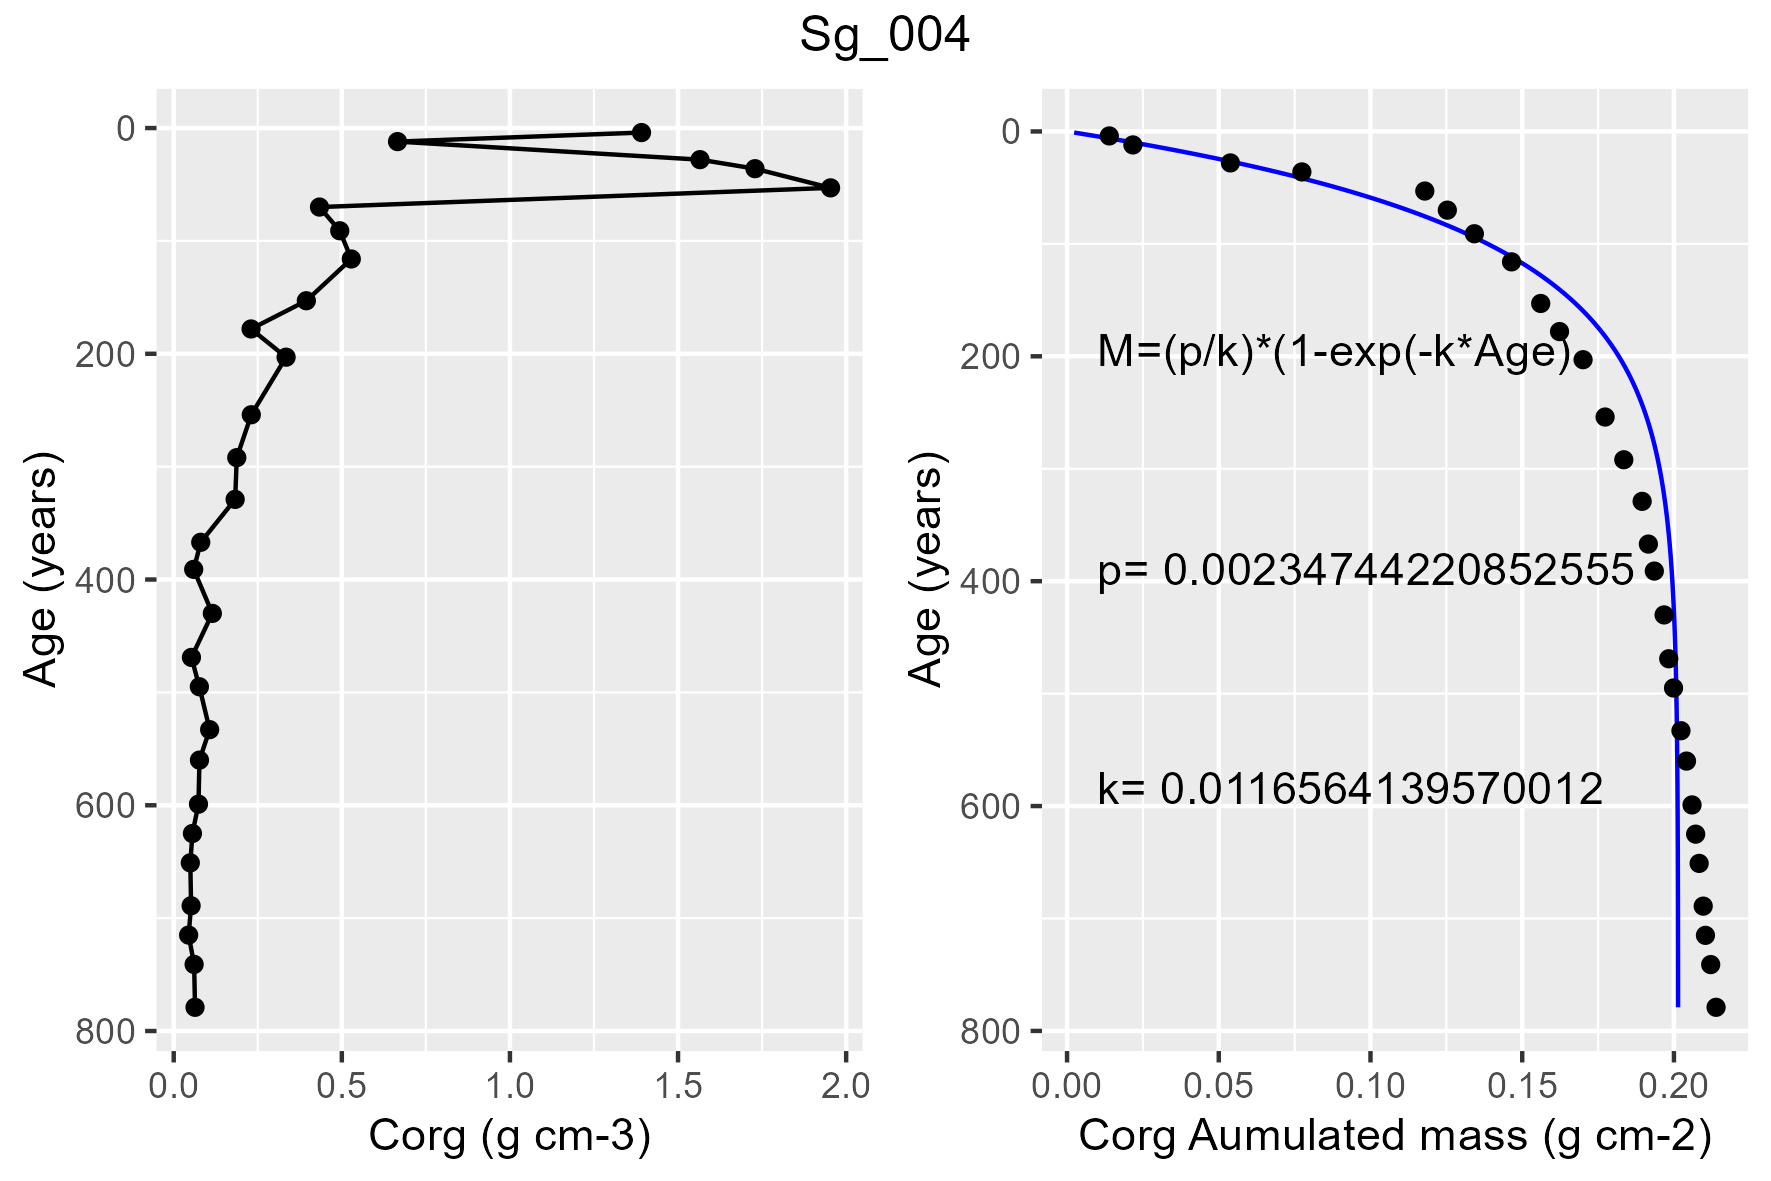 Sg_004
Age (years)
0
200
400
600
800
0.0
0.5
1.0
1.5
2.0
Corg (g cm-3)
Age (years)
0
200
400
600
800
M=(p/k)*(1-exp(-k*Age)
p= 0.00234744220852555
k= 0.0116564139570012
0.00
0.05
0.10
0.15
0.20
Corg Aumulated mass (g cm-2)